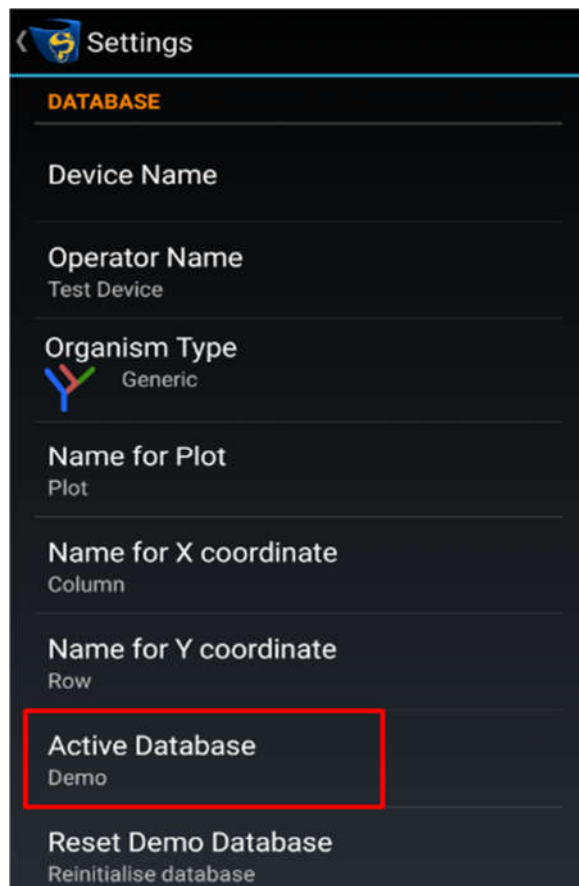 Settings
DATABASE
Device Name
Operator Name
Test Device
Organism Type
Generic
Name for Plot
Plot
Name for X coordinate
Column
Name for Y coordinate
Row
Active Database
Demo
Reset Demo Database
Reinitialise database